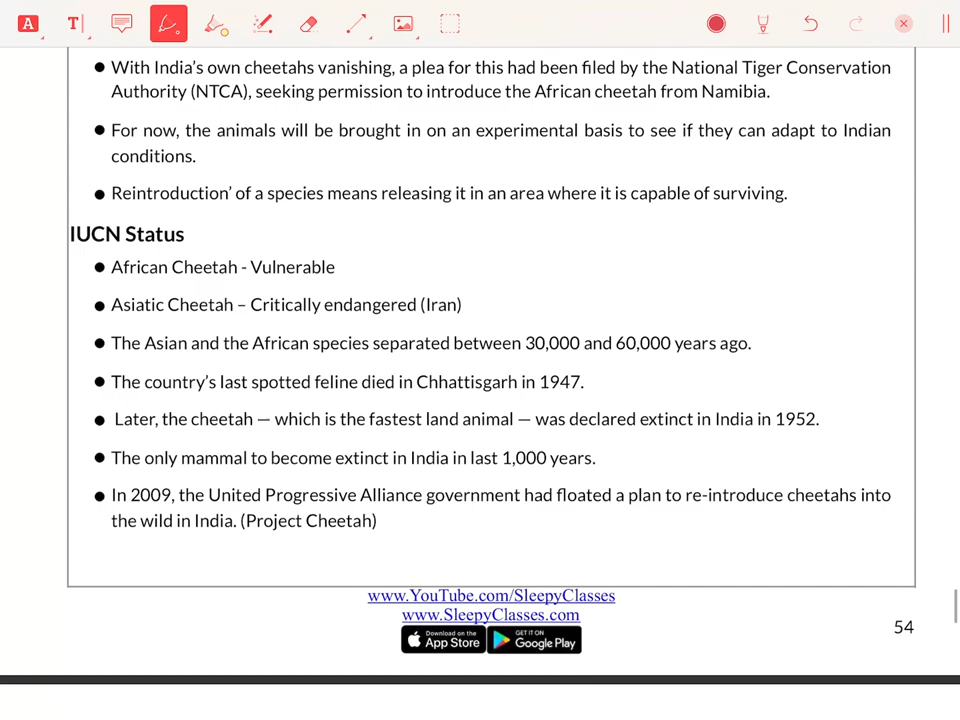 A T
● With India's own cheetahs vanishing, a plea for this had been filed by the National Tiger Conservation
Authority (NTCA), seeking permission to introduce the African cheetah from Namibia.
● For now, the animals will be brought in on an experimental basis to see if they can adapt to Indian
conditions.
● Reintroduction' of a species means releasing it in an area where it is capable of surviving.
IUCN Status
● African Cheetah - Vulnerable
● Asiatic Cheetah – Critically endangered (Iran)
● The Asian and the African species separated between 30,000 and 60,000 years ago.
● The country's last spotted feline died in Chhattisgarh in 1947.
● Later, the cheetah — which is the fastest land animal — was declared extinct in India in 1952.
● The only mammal to become extinct in India in last 1,000 years.
● In 2009, the United Progressive Alliance government had floated a plan to re-introduce cheetahs into
the wild in India. (Project Cheetah)
www.YouTube.com/SleepyClasses
www.SleepyClasses.com
Download on the App Store GET IT ON Google Play
54